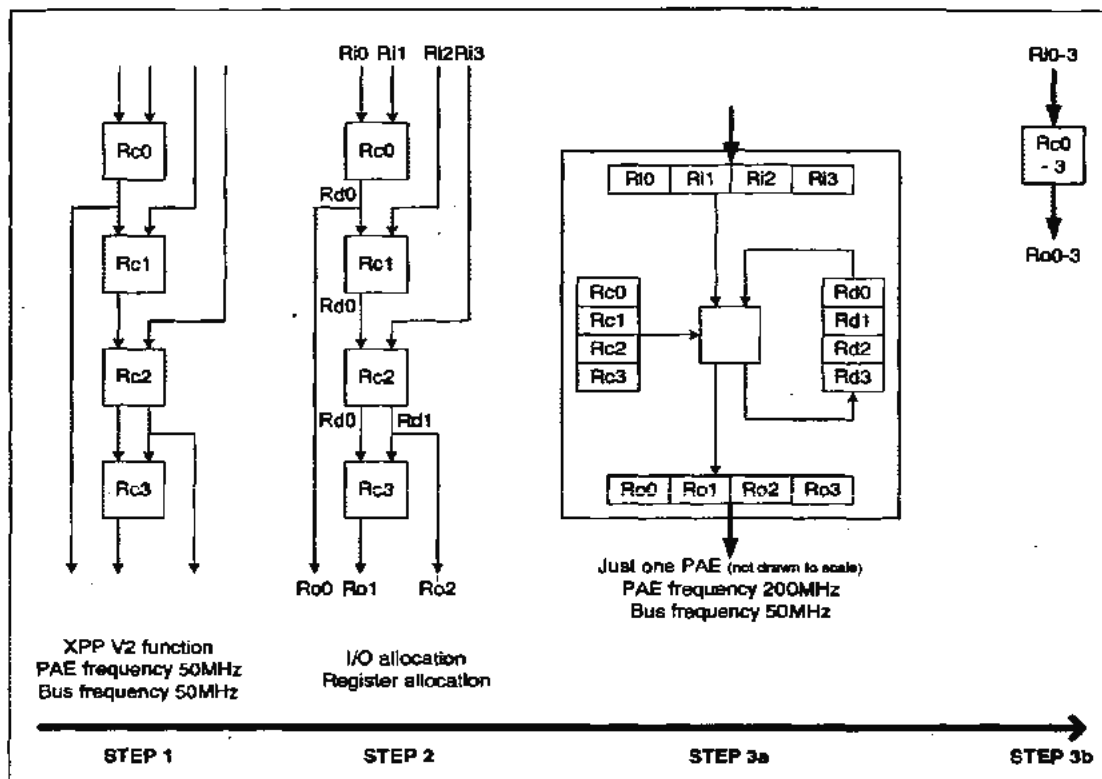 Ri0 Ri1 Ri2 Ri3
Rc0
Rd0
Rc1
Rc2
Rc3
XPP V2 function
PAE frequency 50MHz
Bus frequency 50MHz
Rc0
Rc1
Rd0
Rc2
Rd0
Rd1
Rc3
Ro0 Ro1 Ro2
I/O allocation
Register allocation
Ri0 Ri1 Ri2 Ri3
Rc0
Rc1
Rc2
Rc3
Rd0
Rd1
Rd2
Rd3
Ro0 Ro1 Ro2 Ro3
Just one PAE (not drawn to scale)
PAE frequency 200MHz
Bus frequency 50MHz
Ri0-3
Rc0
- 3
Ro0-3
STEP 1 STEP 2 STEP 3a STEP 3b